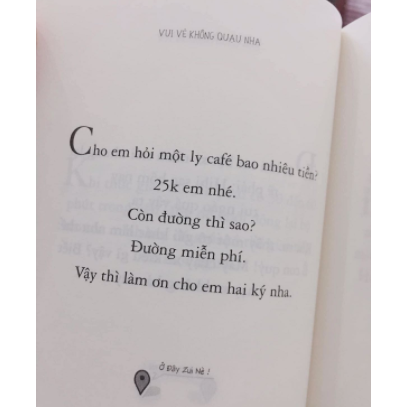 VUI VẺ KHÔNG QUẠU NHA
Cho em hỏi một ly café bao nhiêu tiền?
25k em nhé.
Còn đường thì sao?
Đường miễn phí.
Vậy thì làm ơn cho em hai ký nha.
Ở Đây Zui Nè !